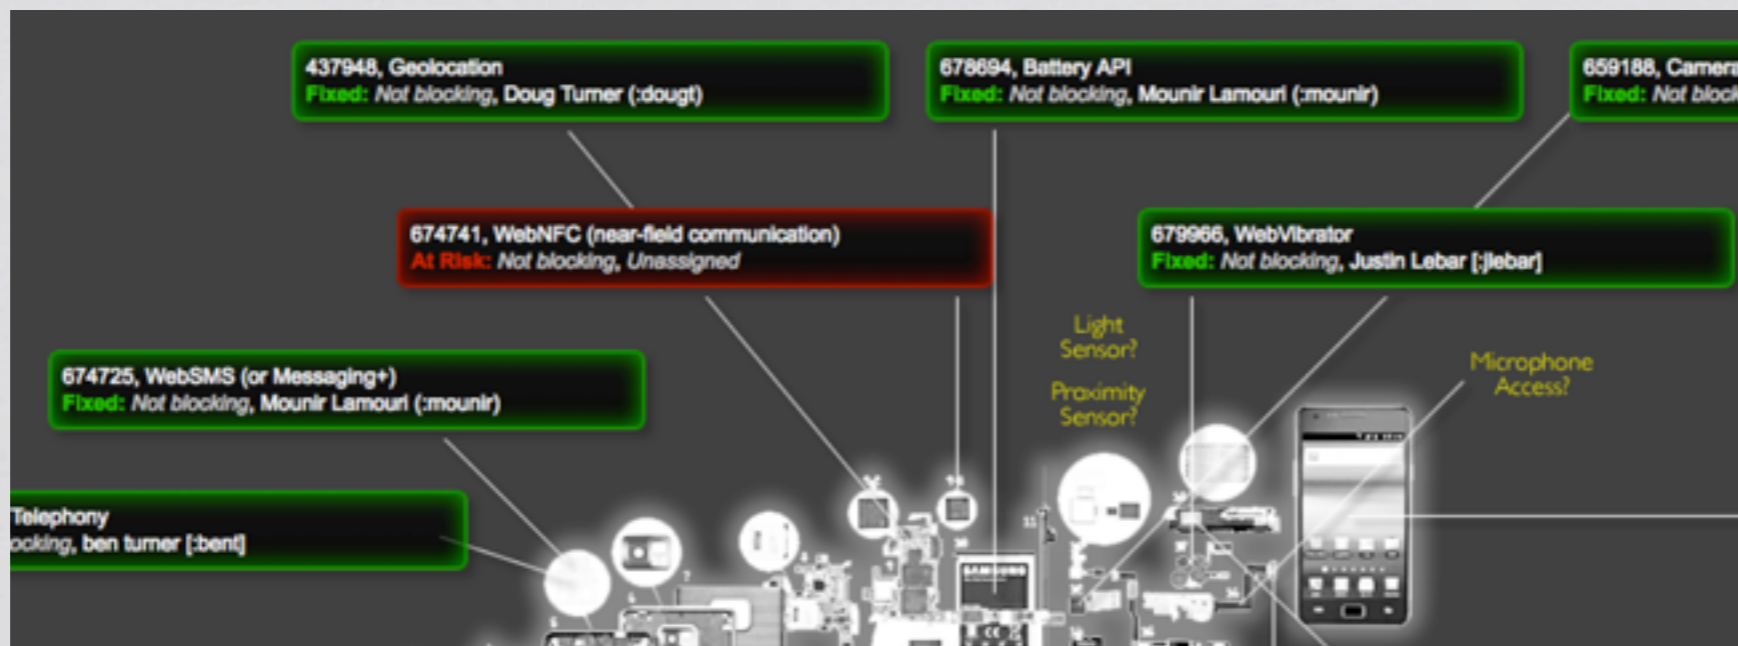 437948, Geolocation
Fixed: Not blocking, Doug Turner (:dougt)
678694, Battery API
Fixed: Not blocking, Mounir Lamouri (:mounir)
659188, Camera
Fixed: Not block
674741, WebNFC (near-field communication)
At Risk: Not blocking, Unassigned
679966, WebVibrator
Fixed: Not blocking, Justin Lebar [:jlebar]
Light
Sensor?
Proximity
Sensor?
Microphone
Access?
674725, WebSMS (or Messaging+)
Fixed: Not blocking, Mounir Lamouri (:mounir)
Telephony
ocking, ben turner [:bent]
11
SAMSUNG